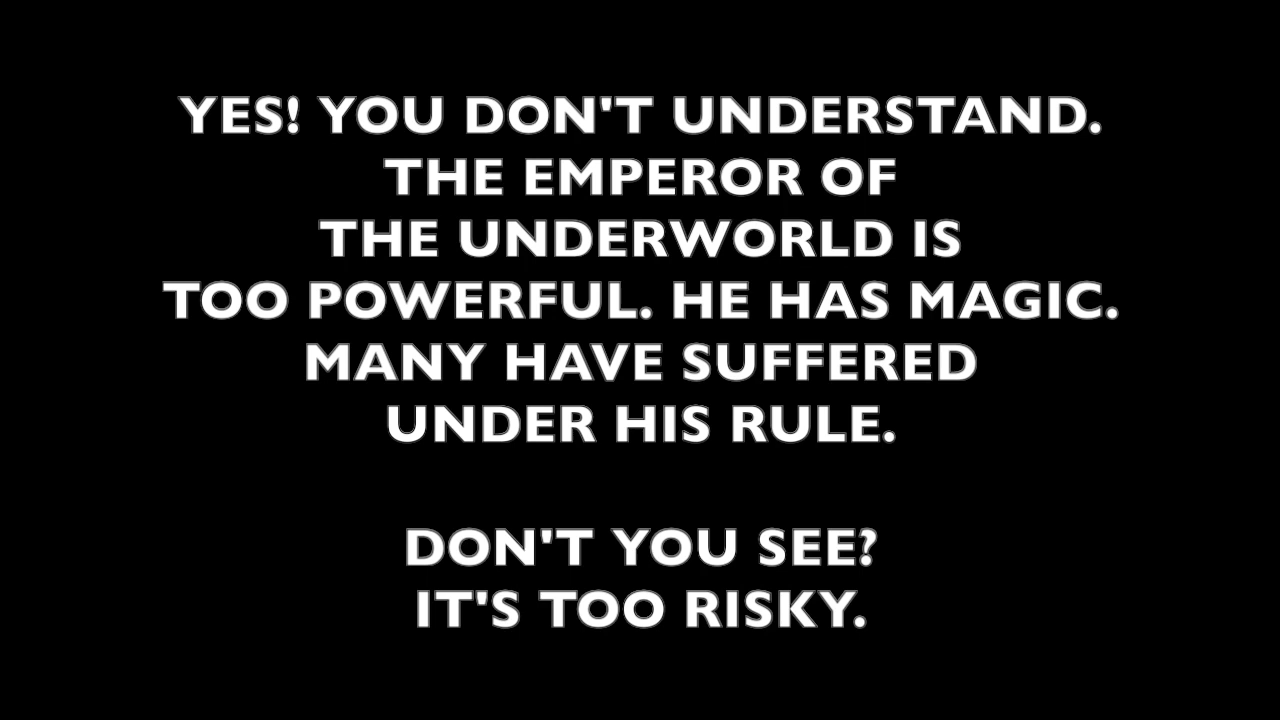 YES! YOU DON'T UNDERSTAND.
THE EMPEROR OF
THE UNDERWORLD IS
TOO POWERFUL. HE HAS MAGIC.
MANY HAVE SUFFERED
UNDER HIS RULE.
DON'T YOU SEE?
IT'S TOO RISKY.